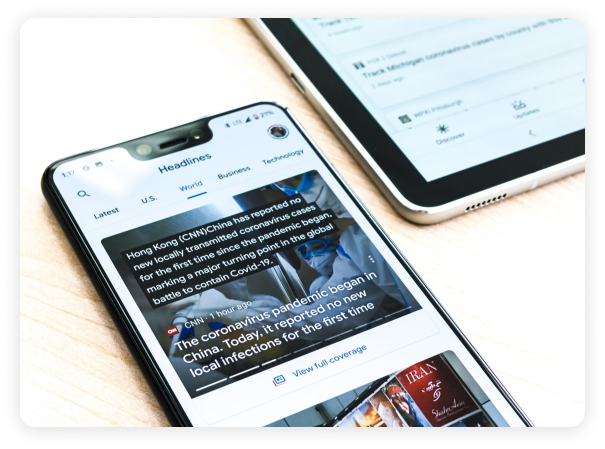 Track Michigan coronavirus cases by county with this
2 days ago
WPXI Pittsburgh
Discover
Updates
1:17
27%
Headlines
Latest
U.S.
World
Business
Technology
Hong Kong (CNN)China has reported no
new locally transmitted coronavirus cases
for the first time since the pandemic began,
marking a major turning point in the global
battle to contain Covid-19.
CNN · 1 hour ago
The coronavirus pandemic began in
China. Today, it reported no new
local infections for the first time
View full coverage
IRAN